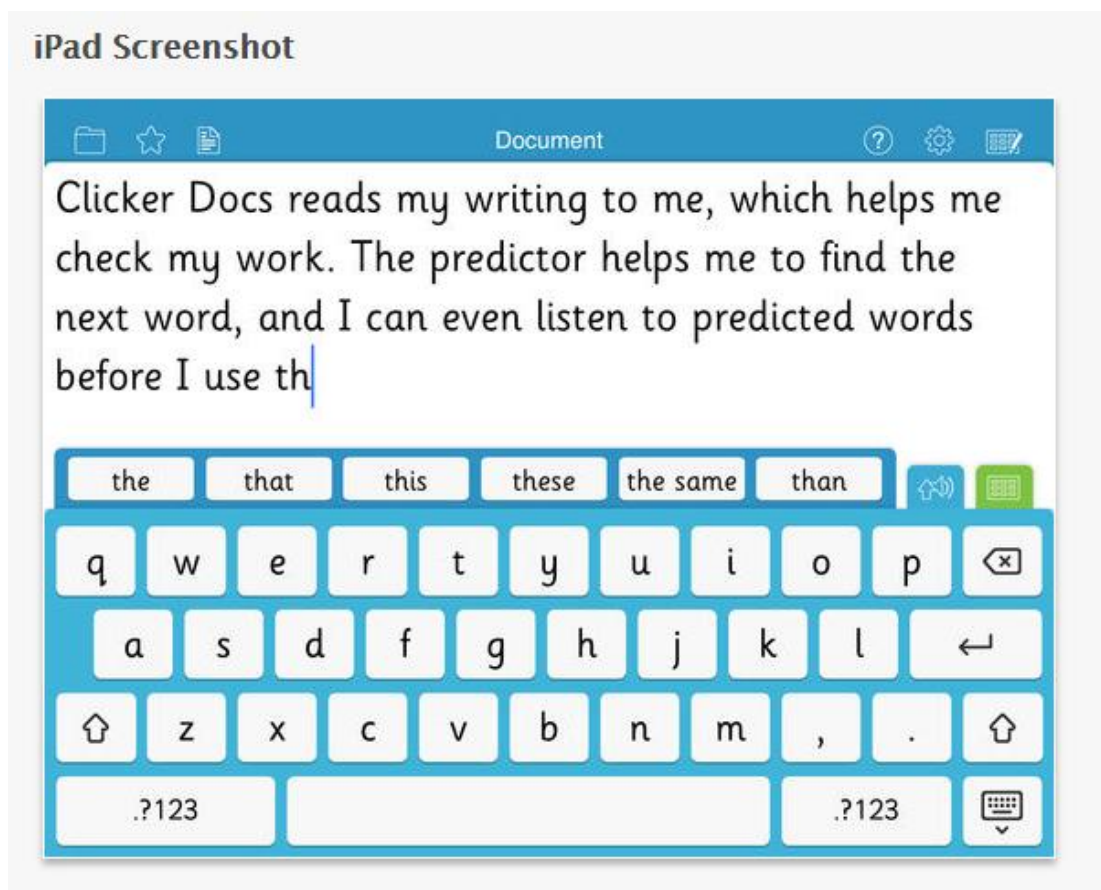 iPad Screenshot
Document
Clicker Docs reads my writing to me, which helps me
check my work. The predictor helps me to find the
next word, and I can even listen to predicted words
before I use th
the that this these the same than
q w e r t y u i o p
a s d f g h j k l
z x c v b n m , .
.?123 .?123